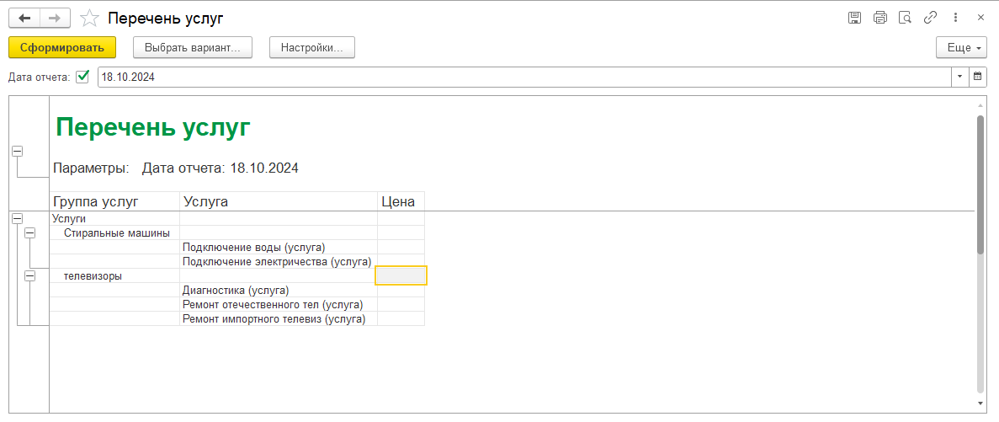 Перечень услуг
Сформировать Выбрать вариант... Настройки... Еще
Дата отчета: 18.10.2024
Перечень услуг
Параметры: Дата отчета: 18.10.2024
Группа услуг Услуга Цена
Услуги
Стиральные машины
Подключение воды (услуга)
Подключение электричества (услуга)
телевизоры
Диагностика (услуга)
Ремонт отечественного тел (услуга)
Ремонт импортного телевиз (услуга)